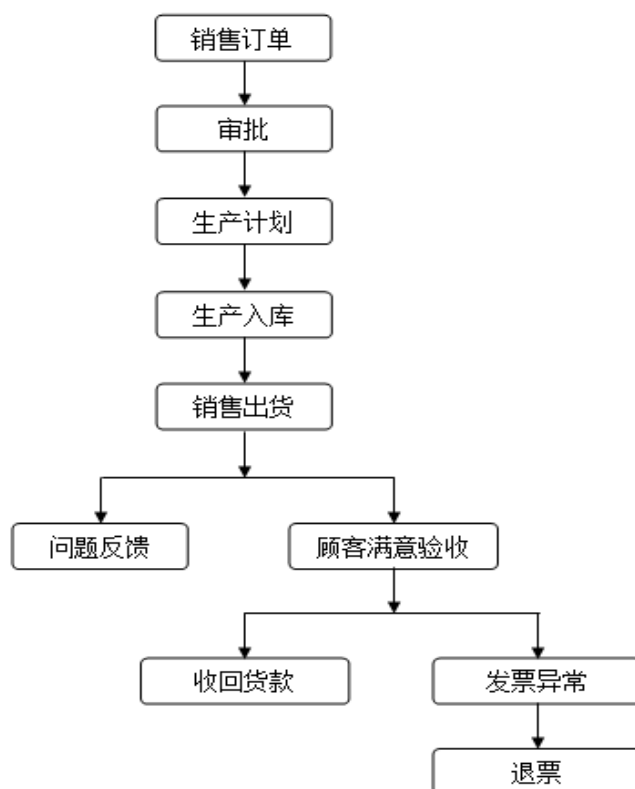 销售订单
审批
生产计划
生产入库
销售出货
问题反馈
顾客满意验收
收回货款
发票异常
退票